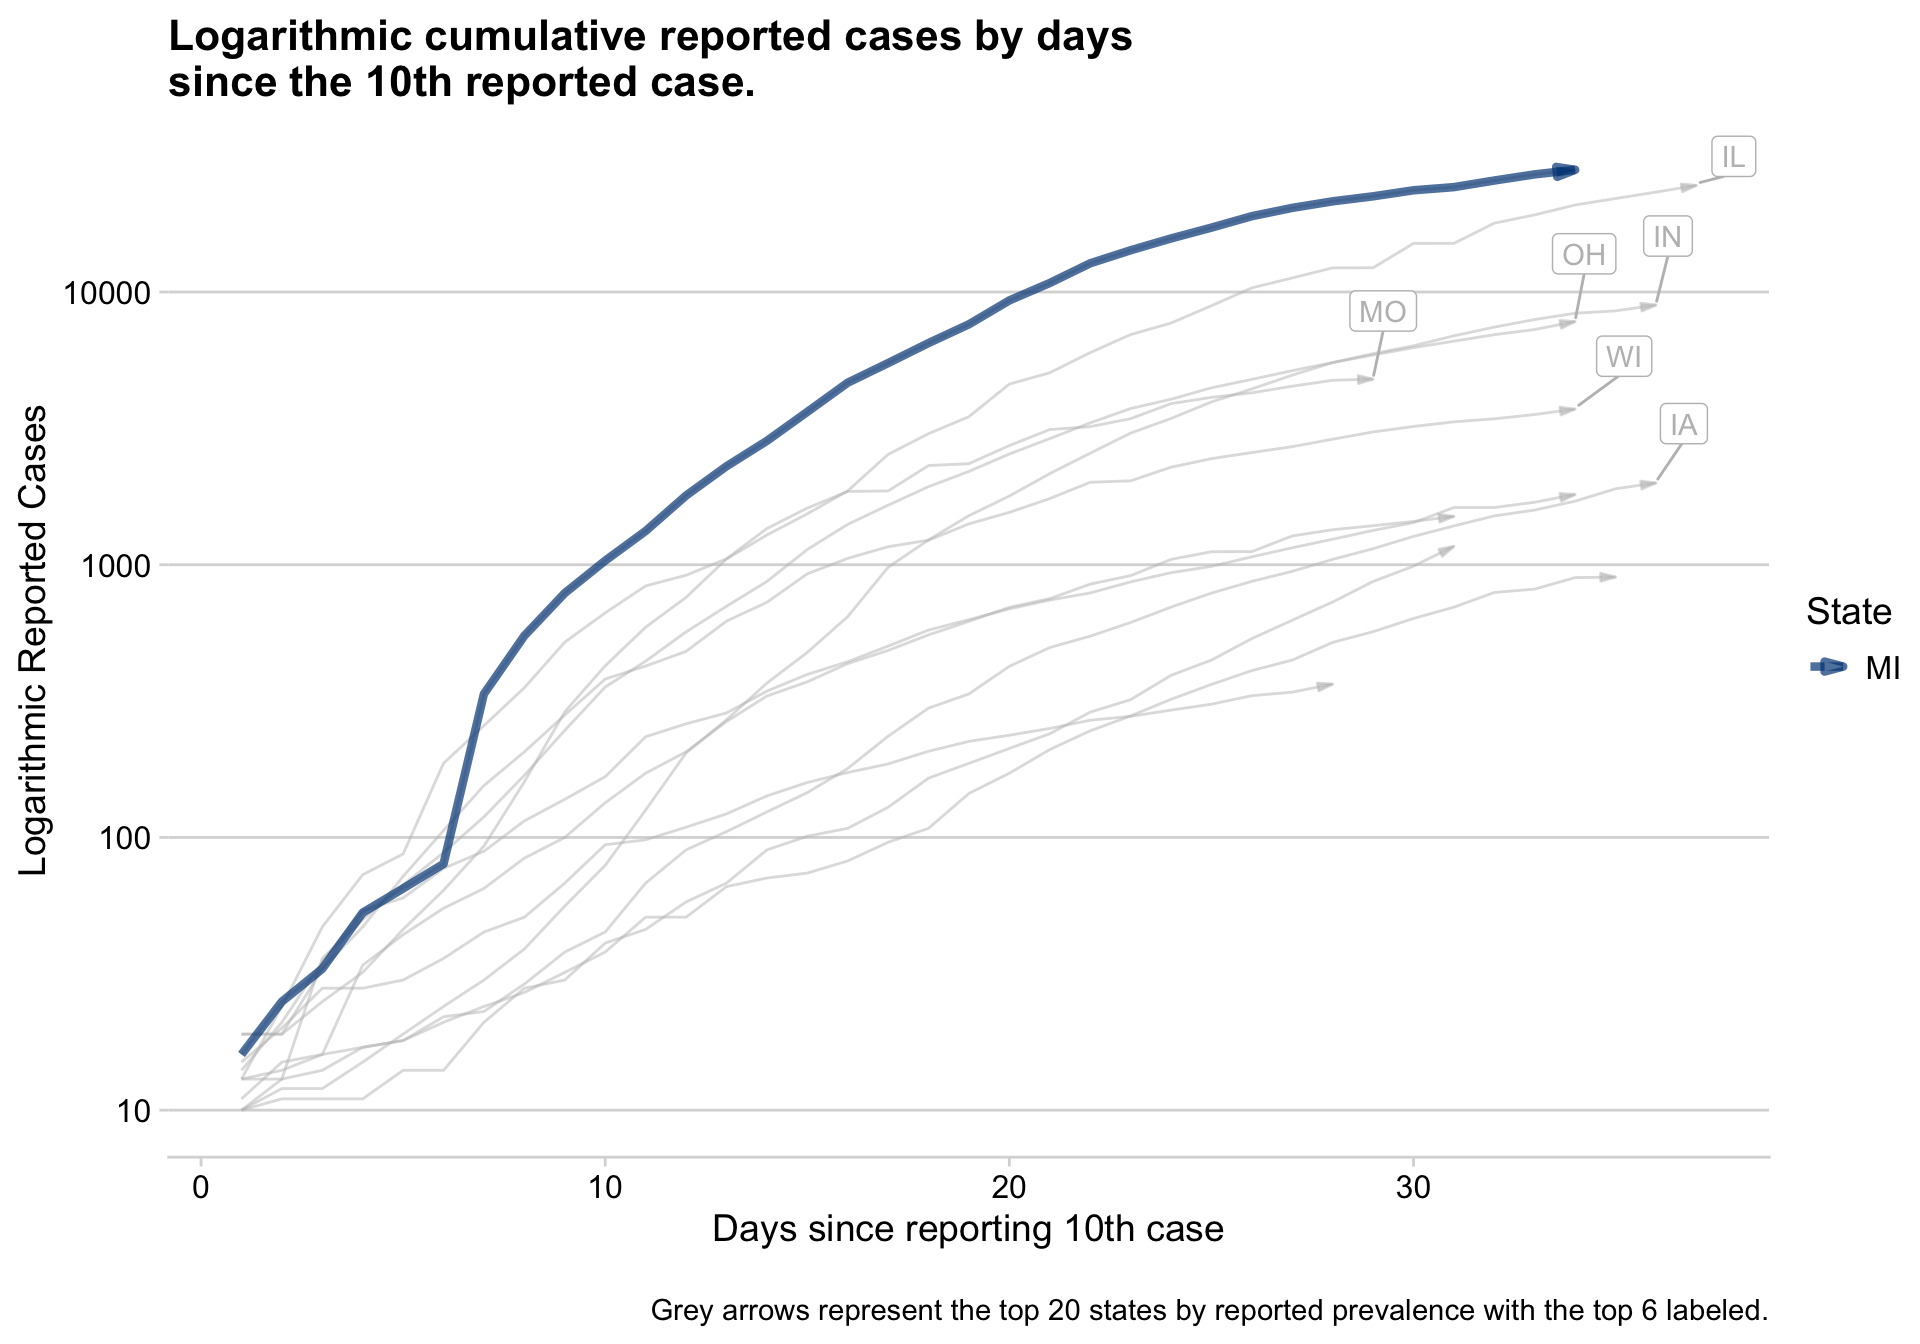 Logarithmic cumulative reported cases by days
since the 10th reported case.
Logarithmic Reported Cases
10000
1000
100
10
IL
IN
OH
MO
WI
IA
State
MI
0 10 20 30
Days since reporting 10th case
Grey arrows represent the top 20 states by reported prevalence with the top 6 labeled.